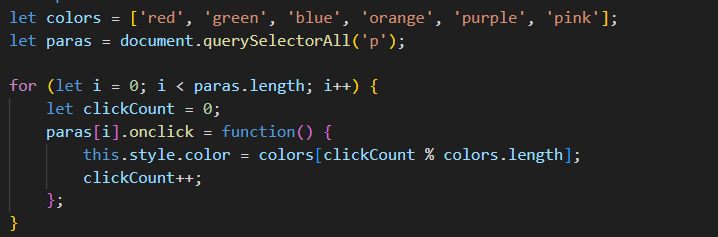 let colors = ['red', 'green', 'blue', 'orange', 'purple', 'pink'];
let paras = document.querySelectorAll('p');
for (let i = 0; i < paras.length; i++) {
    let clickCount = 0;
    paras[i].onclick = function() {
        this.style.color = colors[clickCount % colors.length];
        clickCount++;
    };
}